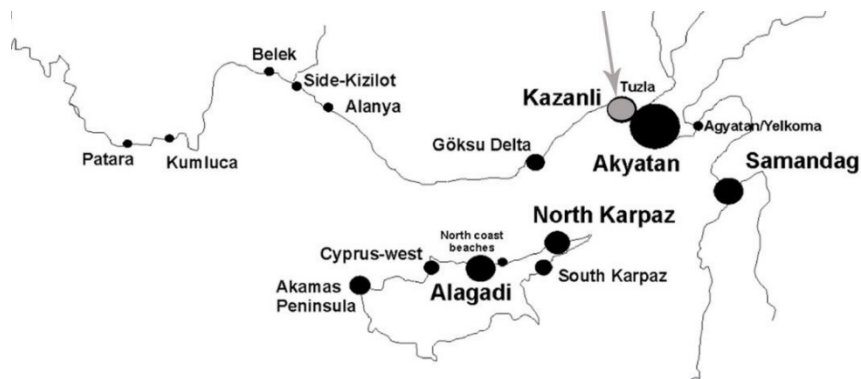 Belek
Side-Kizilot
Alanya
Patara
Kumluca
Göksu Delta
Kazanli
Tuzla
Akyatan
Agyatan/Yelkoma
Samandag
North Karpaz
North coast
beaches
Cyprus-west
Alagadi
South Karpaz
Akamas
Peninsula